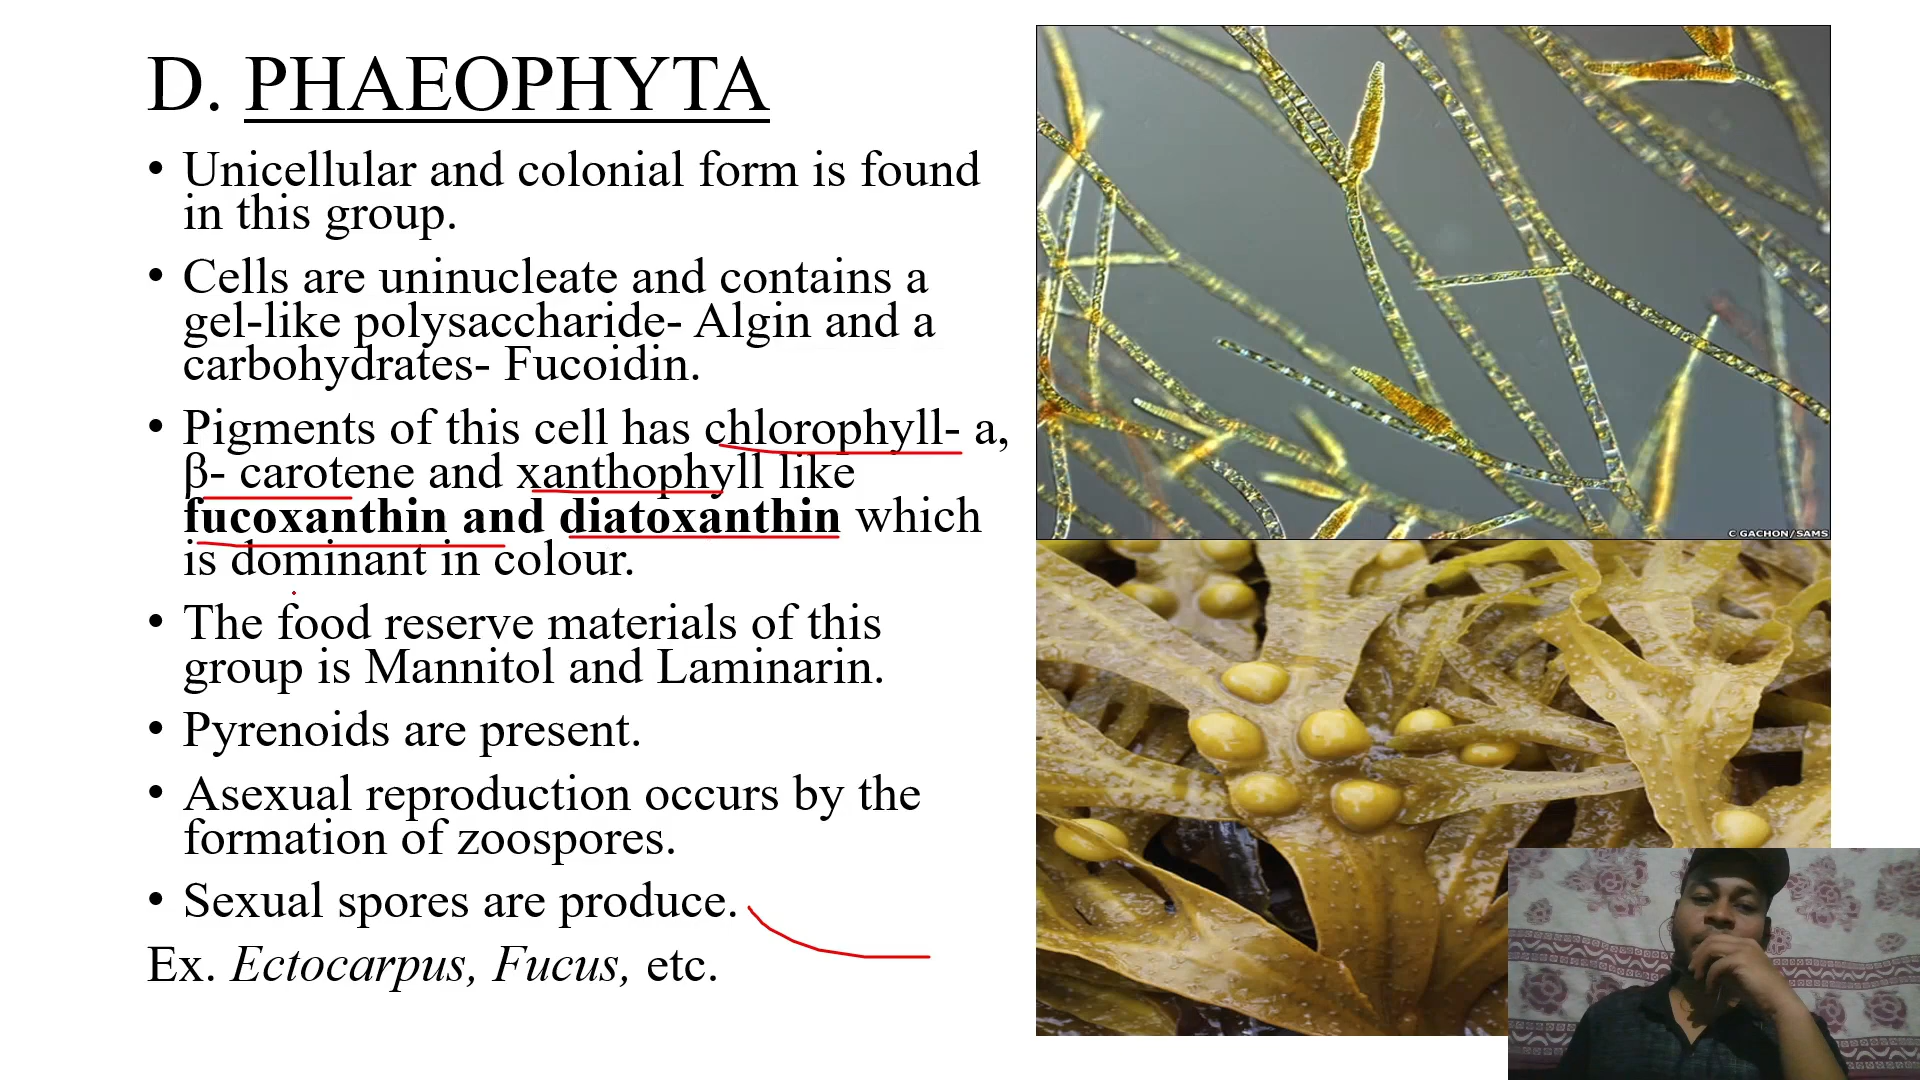 D. PHAEOPHYTA
• Unicellular and colonial form is found
in this group.
• Cells are uninucleate and contains a
gel-like polysaccharide- Algin and a
carbohydrates- Fucoidin.
• Pigments of this cell has chlorophyll- a,
β- carotene and xanthophyll like
fucoxanthin and diatoxanthin which
is dominant in colour.
• The food reserve materials of this
group is Mannitol and Laminarin.
• Pyrenoids are present.
• Asexual reproduction occurs by the
formation of zoospores.
• Sexual spores are produce.
Ex. Ectocarpus, Fucus, etc.
C GACHON/SAMS